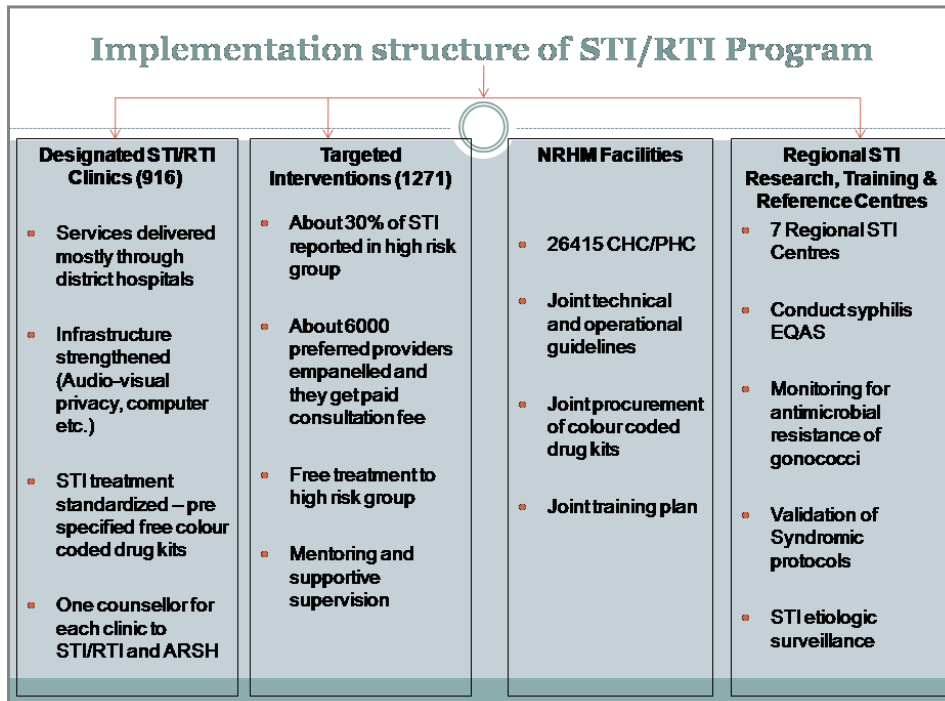 Implementation structure of STI/RTI Program
Designated STI/RTI
Clinics (916)
Services delivered
mostly through
district hospitals
Infrastructure
strengthened
(Audio-visual
privacy, computer
etc.)
STI treatment
standardized – pre
specified free colour
coded drug kits
One counsellor for
each clinic to
STI/RTI and ARSH
Targeted
Interventions (1271)
About 30% of STI
reported in high risk
group
About 6000
preferred providers
empanelled and
they get paid
consultation fee
Free treatment to
high risk group
Mentoring and
supportive
supervision
NRHM Facilities
26415 CHC/PHC
Joint technical
and operational
guidelines
Joint procurement
of colour coded
drug kits
Joint training plan
Regional STI
Research, Training &
Reference Centres
7 Regional STI
Centres
Conduct syphilis
EQAS
Monitoring for
antimicrobial
resistance of
gonococci
Validation of
Syndromic
protocols
STI etiologic
surveillance